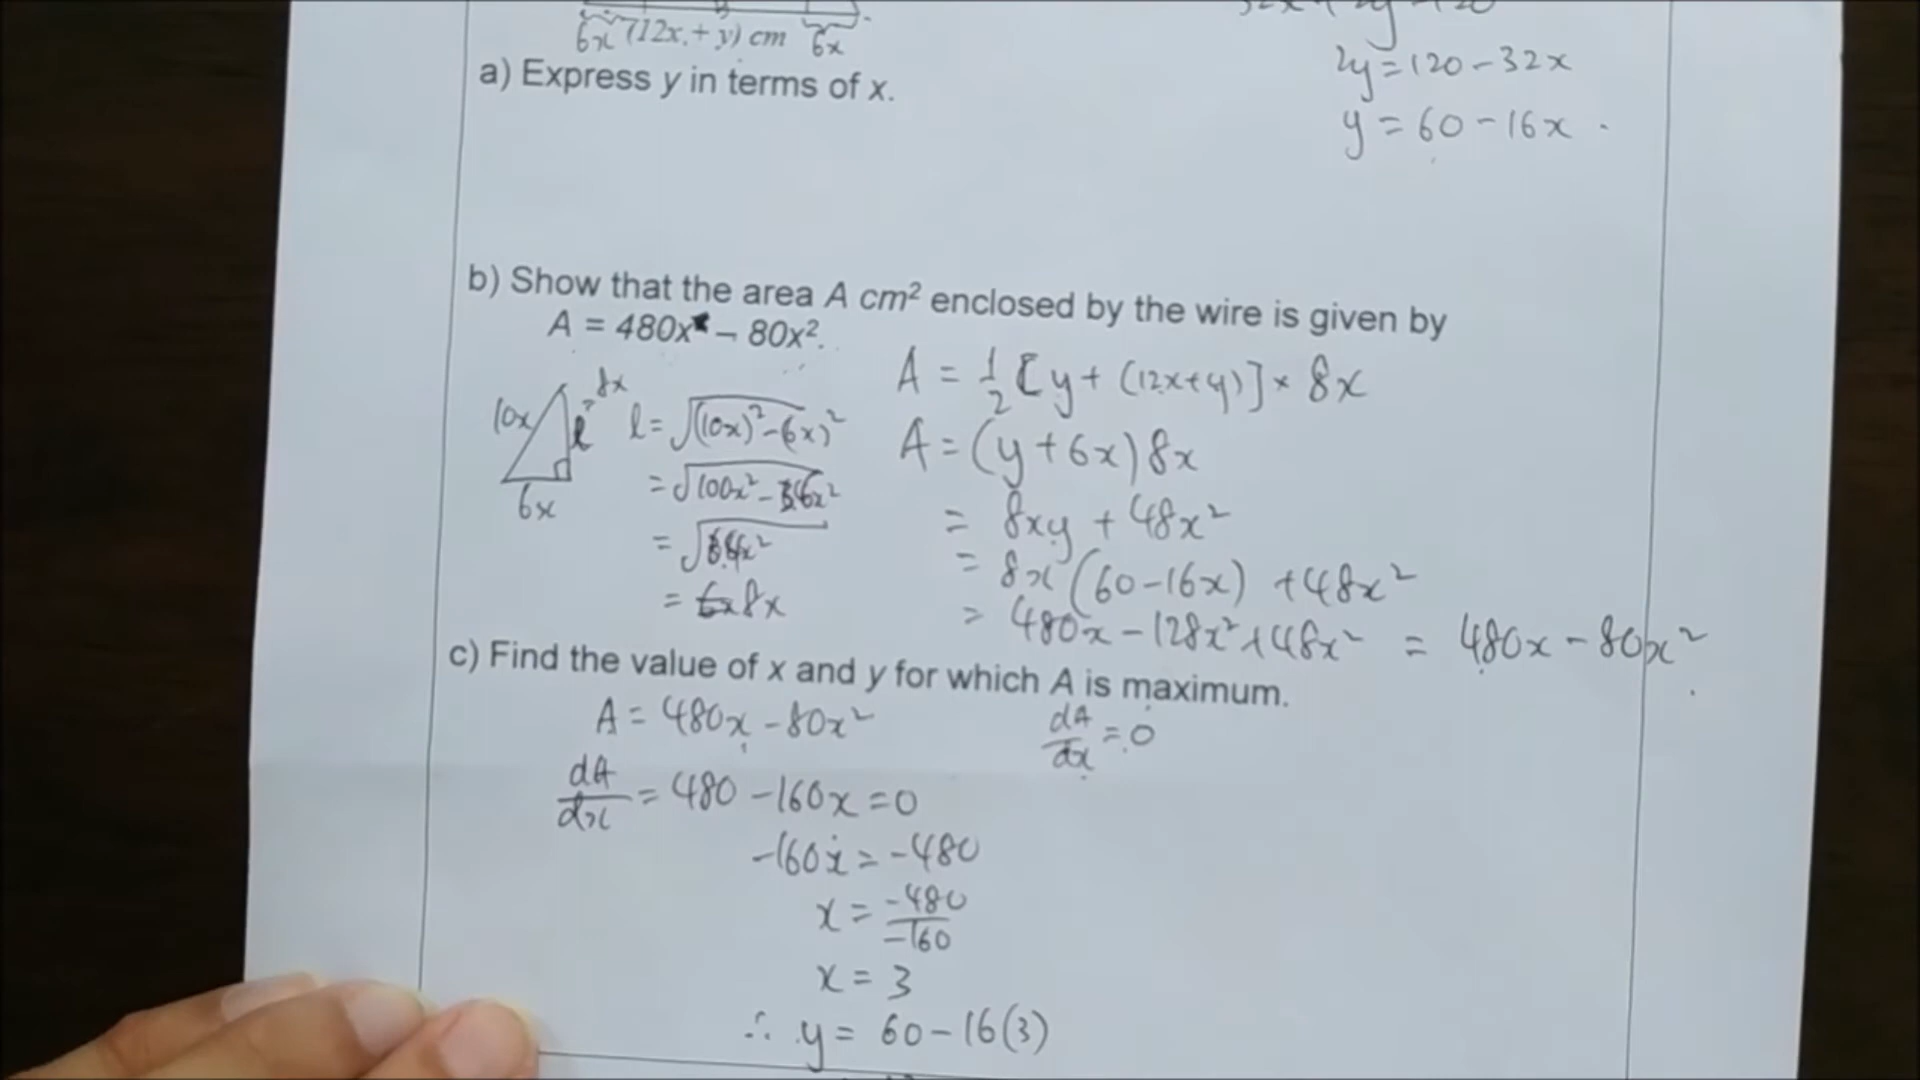 6x (12x + y) cm 6x
2y = 120 - 32x
a) Express y in terms of x.
y = 60 - 16x .
b) Show that the area A cm² enclosed by the wire is given by
A = 480x - 80x².
10x l = 8x
6x
l = √(10x)² - 6x)²
= √100x² - 36x²
= √64x²
= 8x
A = 1/2 [y + (12x + y)] × 8x
A = (y + 6x) 8x
= 8xy + 48x²
= 8x (60 - 16x) + 48x²
= 480x - 128x² + 48x² = 480x - 80x²
c) Find the value of x and y for which A is maximum.
A = 480x - 80x²
dA/dx = 0
dA/dx = 480 - 160x = 0
-160x = -480
x = -480/-160
x = 3
∴ y = 60 - 16(3)